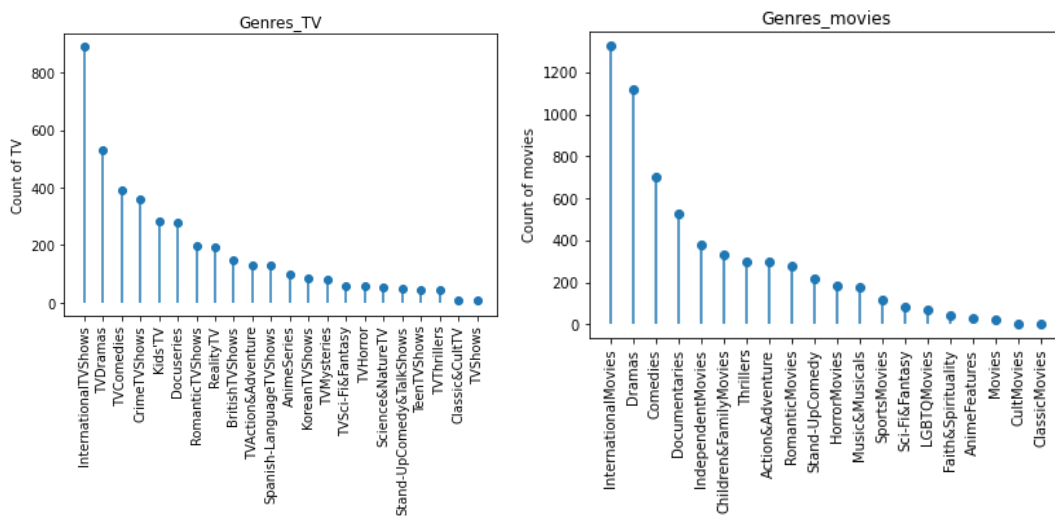 Genres_TV
Count of TV
800
600
400
200
0
InternationalTVShows
TVDramas
TVComedies
CrimeTVShows
Kids'TV
Docuseries
RomanticTVShows
RealityTV
BritishTVShows
TVAction&Adventure
Spanish-LanguageTVShows
AnimeSeries
KoreanTVShows
TVMysteries
TVSci-Fi&Fantasy
TVHorror
Science&NatureTV
Stand-UpComedy&TalkShows
TeenTVShows
TVThrillers
Classic&CultTV
TVShows
Genres_movies
Count of movies
1200
1000
800
600
400
200
0
InternationalMovies
Dramas
Comedies
Documentaries
IndependentMovies
Children&FamilyMovies
Thrillers
Action&Adventure
RomanticMovies
Stand-UpComedy
HorrorMovies
Music&Musicals
SportsMovies
Sci-Fi&Fantasy
LGBTQMovies
Faith&Spirituality
AnimeFeatures
Movies
CultMovies
ClassicMovies